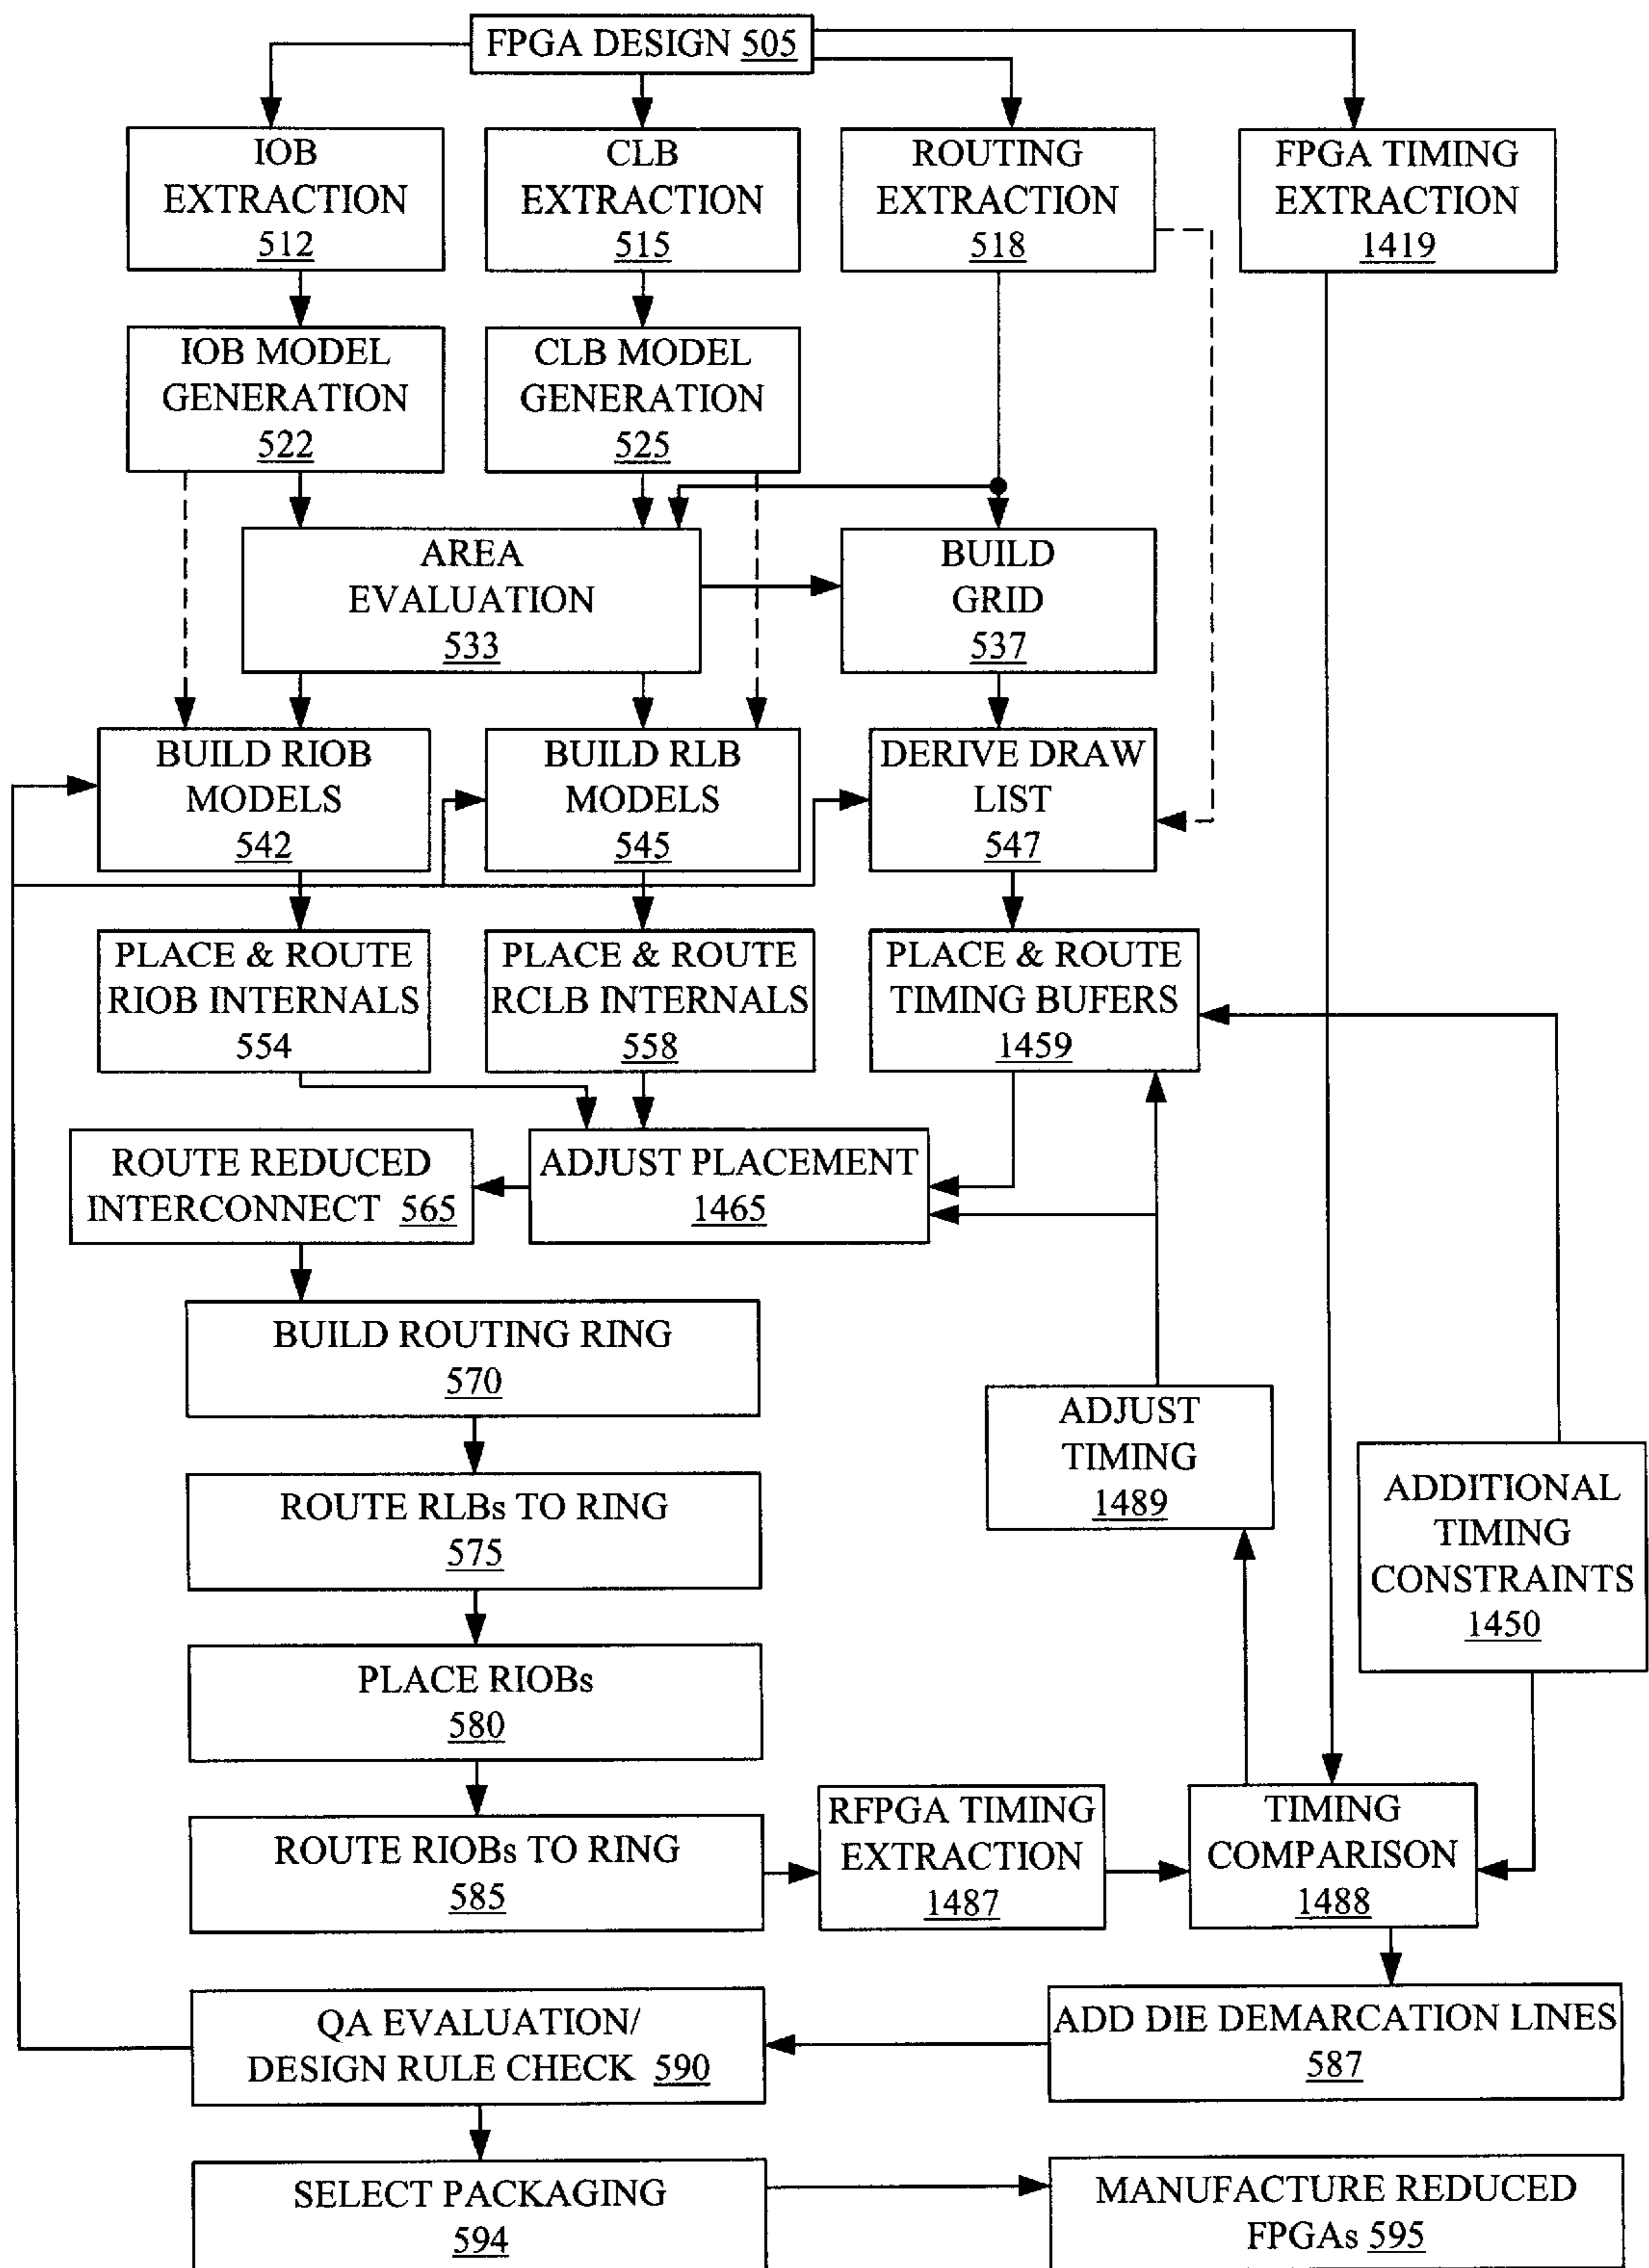 FPGA DESIGN 505
IOB
EXTRACTION
512
CLB
EXTRACTION
515
ROUTING
EXTRACTION
518
FPGA TIMING
EXTRACTION
1419
IOB MODEL
GENERATION
522
CLB MODEL
GENERATION
525
AREA
EVALUATION
533
BUILD
GRID
537
BUILD RIOB
MODELS
542
BUILD RLB
MODELS
545
DERIVE DRAW
LIST
547
PLACE & ROUTE
RIOB INTERNALS
554
PLACE & ROUTE
RCLB INTERNALS
558
PLACE & ROUTE
TIMING BUFERS
1459
ROUTE REDUCED
INTERCONNECT 565
ADJUST PLACEMENT
1465
BUILD ROUTING RING
570
ADJUST
TIMING
1489
ADDITIONAL
TIMING
CONSTRAINTS
1450
ROUTE RLBs TO RING
575
PLACE RIOBs
580
ROUTE RIOBs TO RING
585
RFPGA TIMING
EXTRACTION
1487
TIMING
COMPARISON
1488
QA EVALUATION/
DESIGN RULE CHECK 590
ADD DIE DEMARCATION LINES
587
SELECT PACKAGING
594
MANUFACTURE REDUCED
FPGAs 595